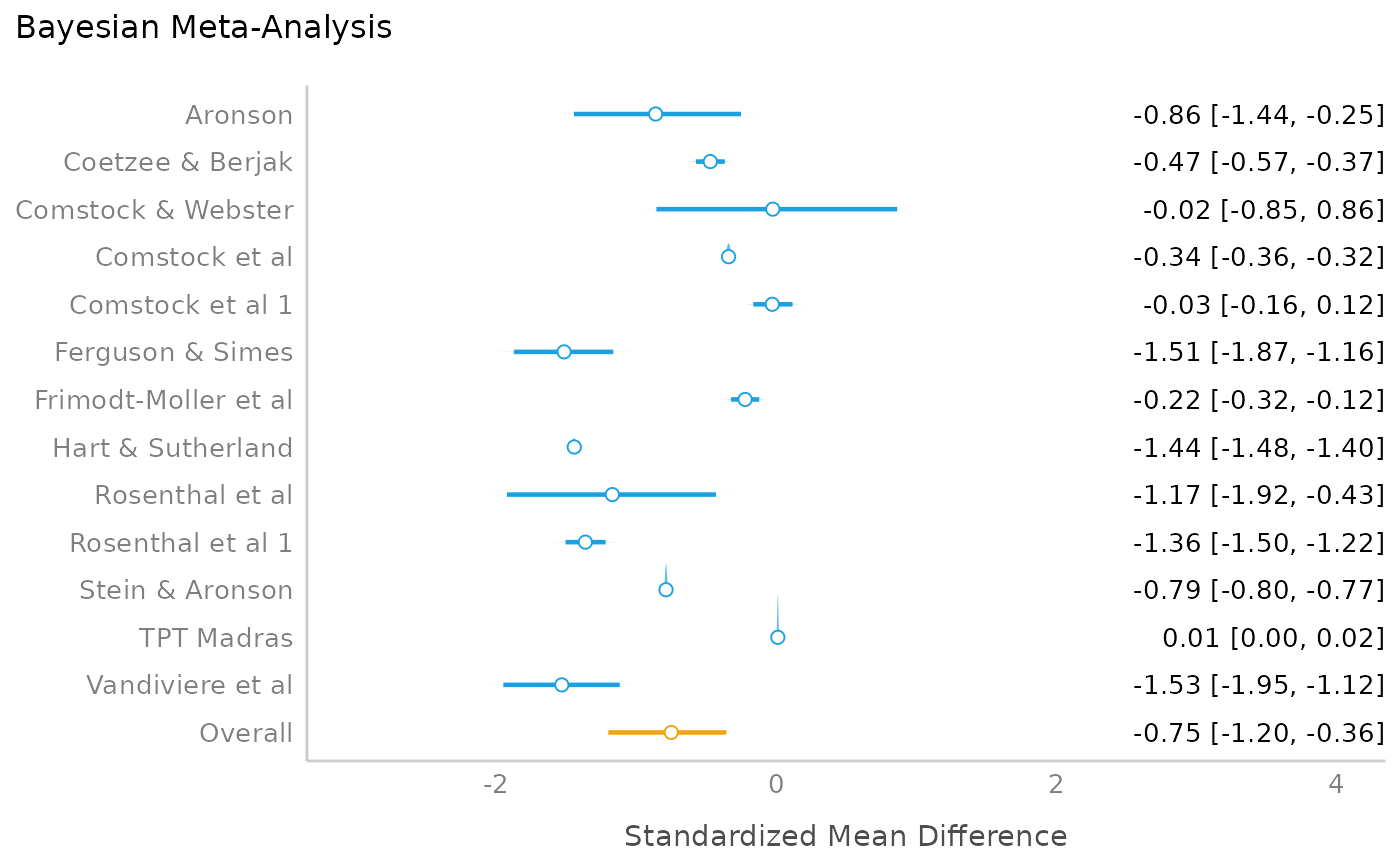 Bayesian Meta-Analysis
Aronson -0.86 [-1.44, -0.25]
Coetzee & Berjak -0.47 [-0.57, -0.37]
Comstock & Webster -0.02 [-0.85, 0.86]
Comstock et al -0.34 [-0.36, -0.32]
Comstock et al 1 -0.03 [-0.16, 0.12]
Ferguson & Simes -1.51 [-1.87, -1.16]
Frimodt-Moller et al -0.22 [-0.32, -0.12]
Hart & Sutherland -1.44 [-1.48, -1.40]
Rosenthal et al -1.17 [-1.92, -0.43]
Rosenthal et al 1 -1.36 [-1.50, -1.22]
Stein & Aronson -0.79 [-0.80, -0.77]
TPT Madras 0.01 [0.00, 0.02]
Vandiviere et al -1.53 [-1.95, -1.12]
Overall -0.75 [-1.20, -0.36]
-2 0 2 4
Standardized Mean Difference